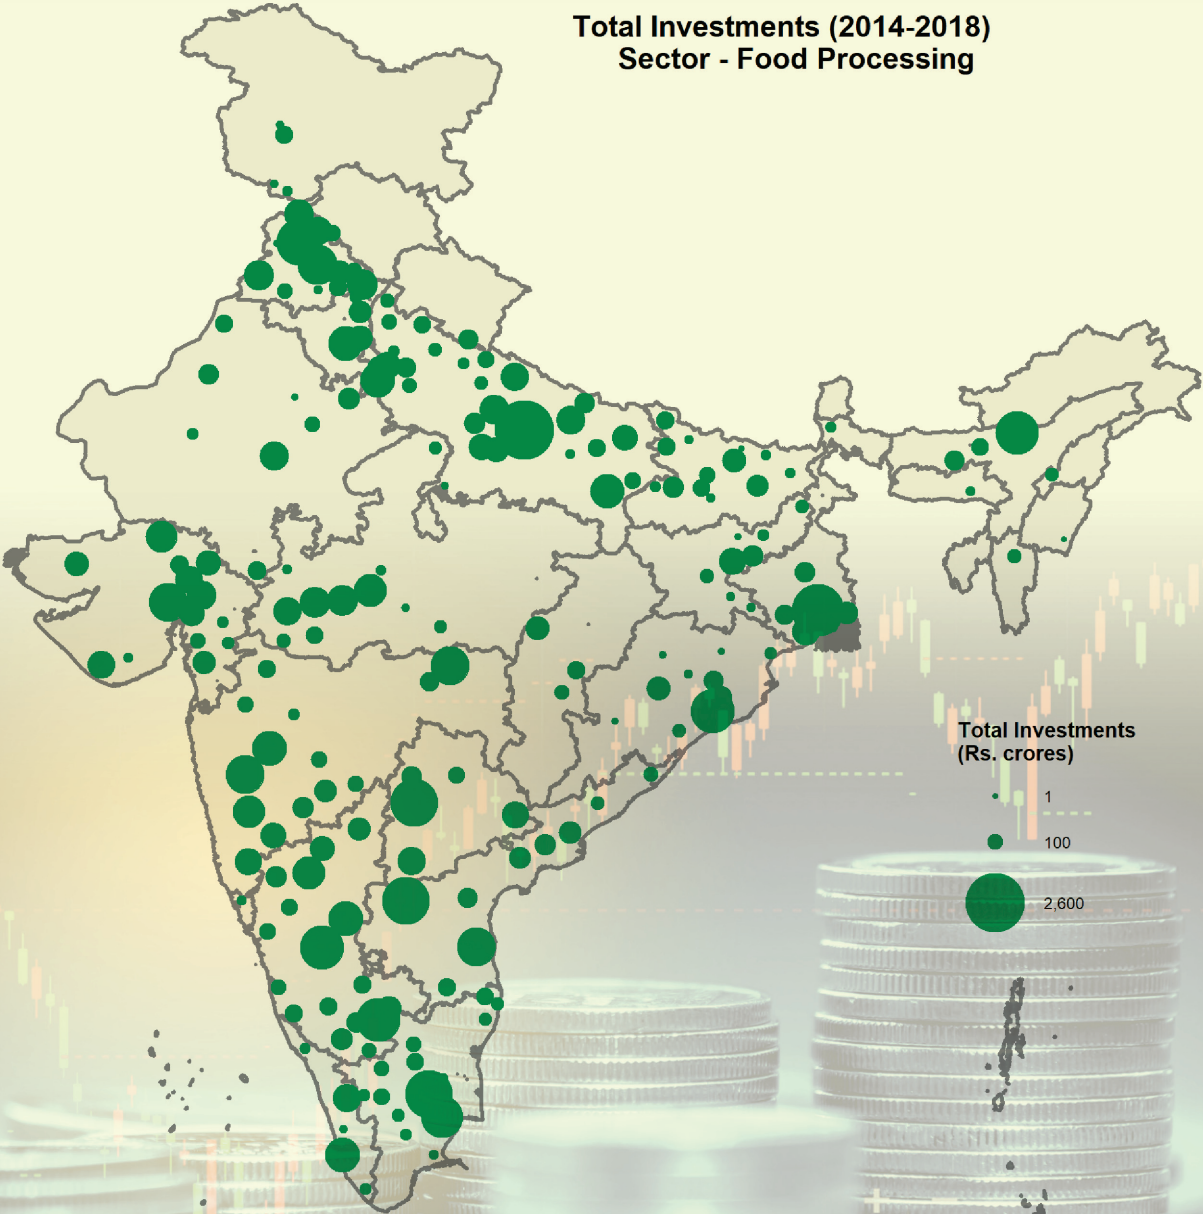 Total Investments (2014-2018)
Sector - Food Processing
Total Investments
(Rs. crores)
1
100
2,600